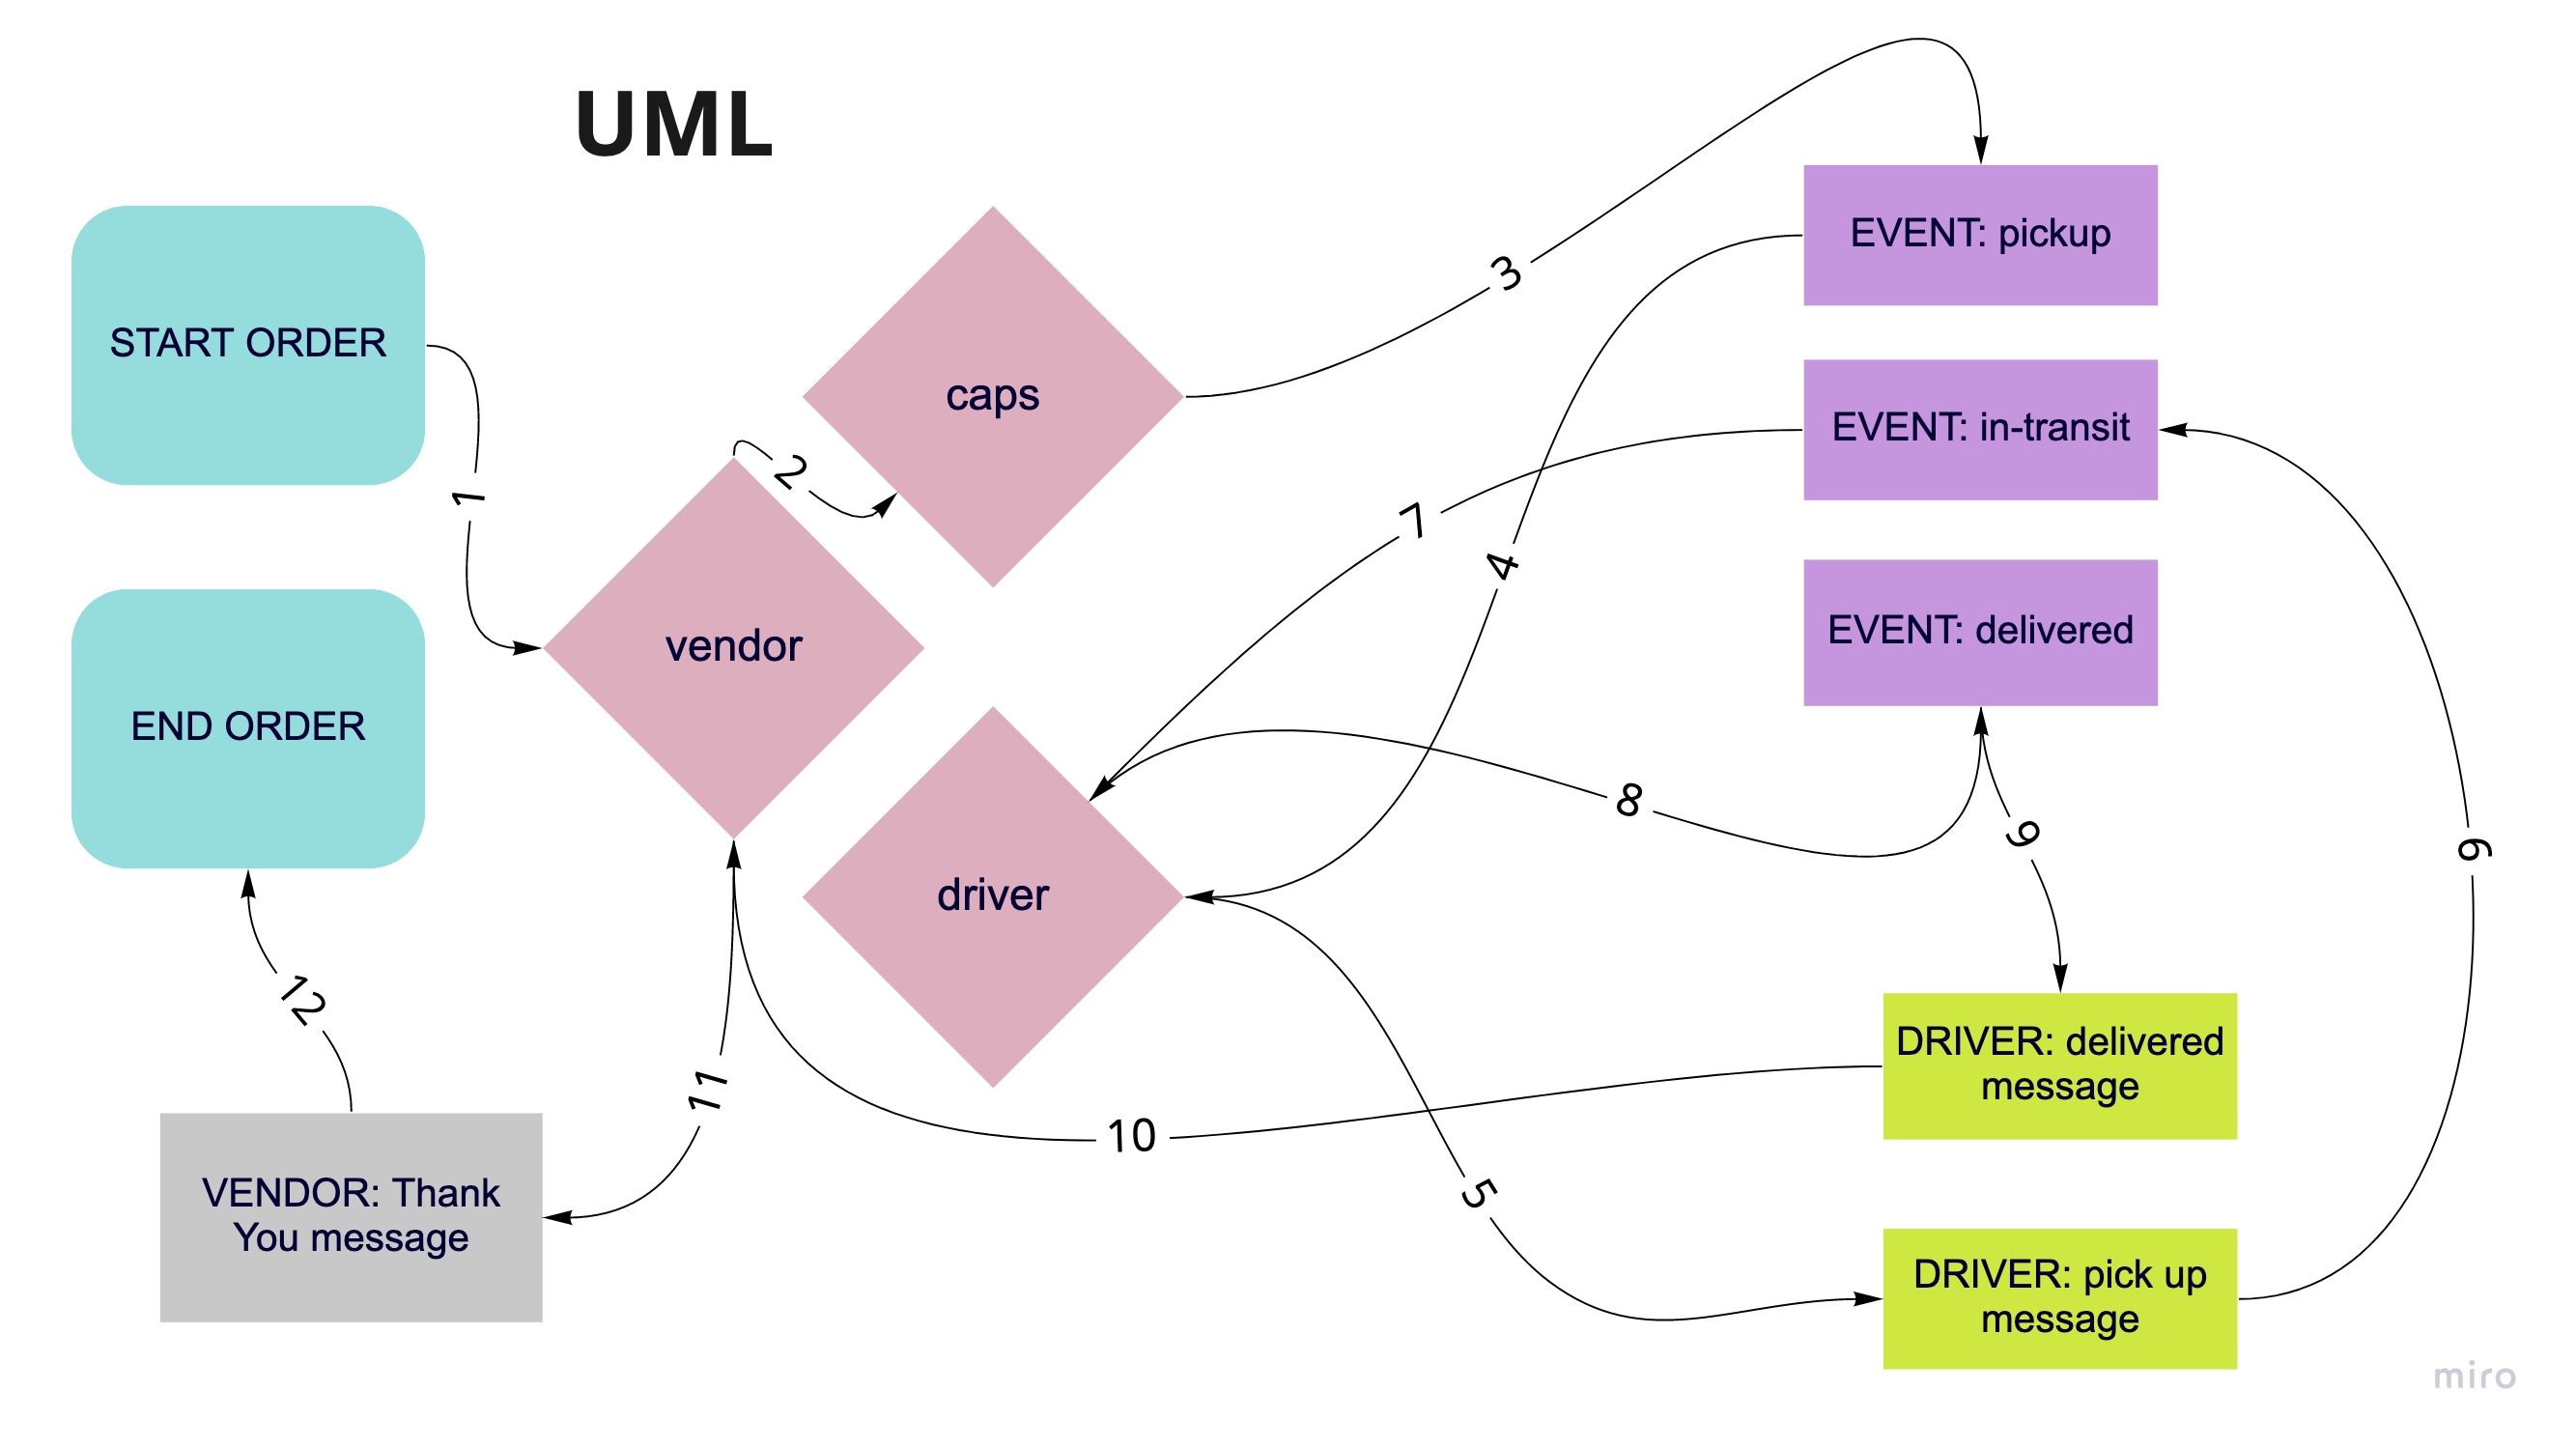 UML
START ORDER
END ORDER
caps
vendor
driver
EVENT: pickup
EVENT: in-transit
EVENT: delivered
DRIVER: delivered
message
DRIVER: pick up
message
VENDOR: Thank
You message
1
2
3
4
5
6
7
8
9
10
11
12
miro